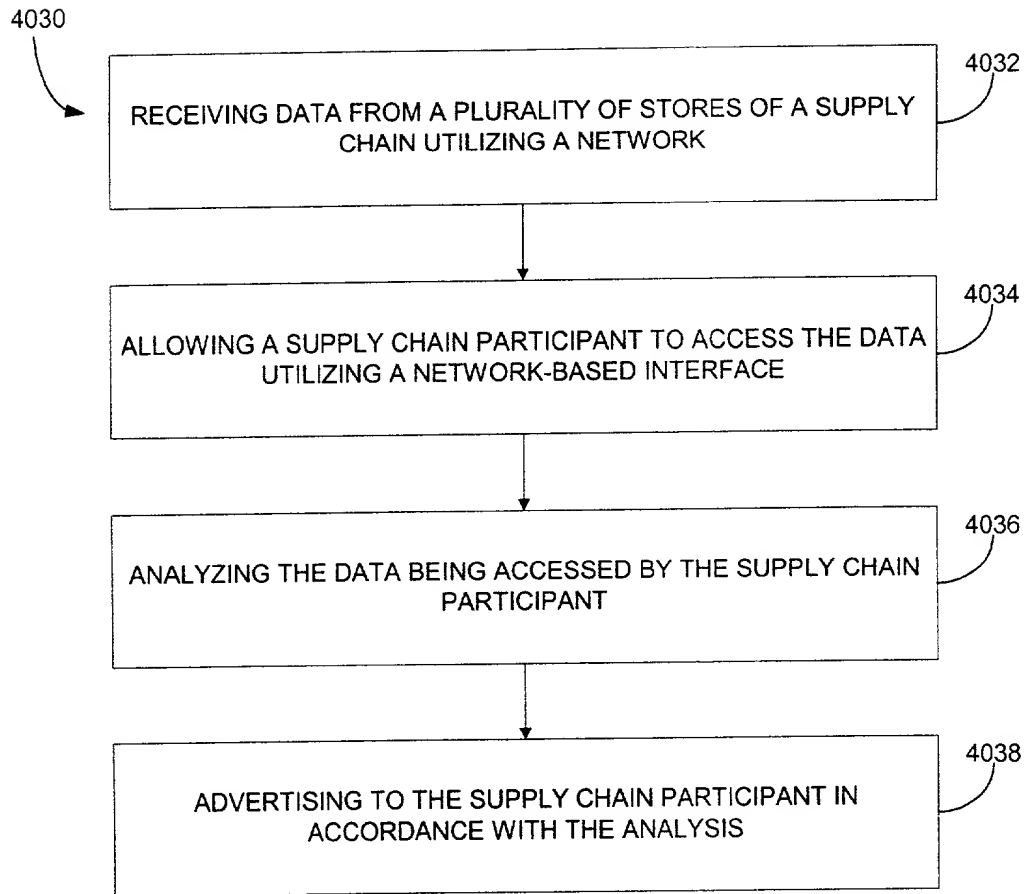 4030
4032
RECEIVING DATA FROM A PLURALITY OF STORES OF A SUPPLY
CHAIN UTILIZING A NETWORK
4034
ALLOWING A SUPPLY CHAIN PARTICIPANT TO ACCESS THE DATA
UTILIZING A NETWORK-BASED INTERFACE
4036
ANALYZING THE DATA BEING ACCESSED BY THE SUPPLY CHAIN
PARTICIPANT
4038
ADVERTISING TO THE SUPPLY CHAIN PARTICIPANT IN
ACCORDANCE WITH THE ANALYSIS